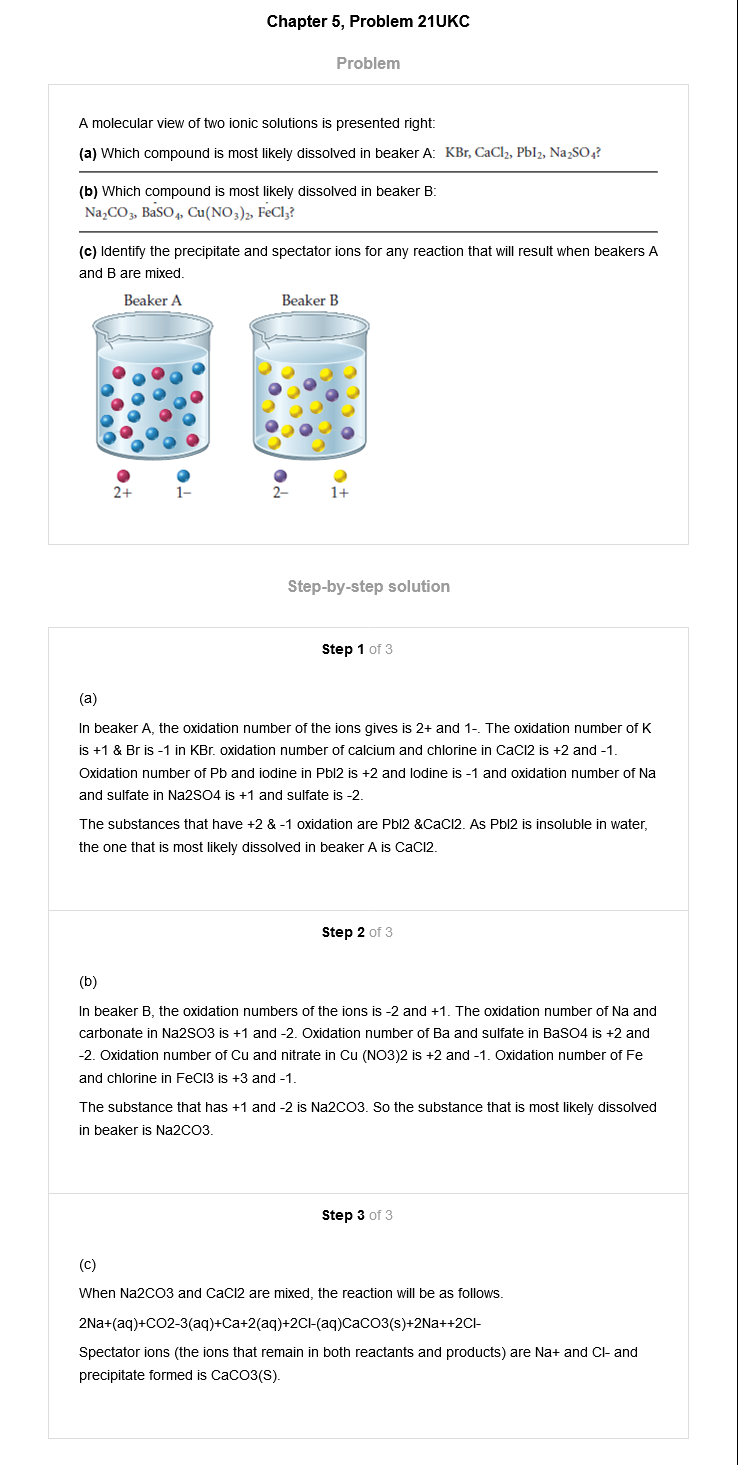 Chapter 5, Problem 21UKC
Problem
A molecular view of two ionic solutions is presented right:
(a) Which compound is most likely dissolved in beaker A: KBr, CaCl₂, PbI₂, Na₂SO₄?
(b) Which compound is most likely dissolved in beaker B:
Na₂CO₃, BaSO₄, Cu(NO₃)₂, FeCl₃?
(c) Identify the precipitate and spectator ions for any reaction that will result when beakers A
and B are mixed.
Beaker A Beaker B
2+ 1− 2− 1+
Step-by-step solution
Step 1 of 3
(a)
In beaker A, the oxidation number of the ions gives is 2+ and 1-. The oxidation number of K
is +1 & Br is -1 in KBr. oxidation number of calcium and chlorine in CaCl2 is +2 and -1.
Oxidation number of Pb and iodine in PbI2 is +2 and Iodine is -1 and oxidation number of Na
and sulfate in Na2SO4 is +1 and sulfate is -2.
The substances that have +2 & -1 oxidation are PbI2 &CaCl2. As PbI2 is insoluble in water,
the one that is most likely dissolved in beaker A is CaCl2.
Step 2 of 3
(b)
In beaker B, the oxidation numbers of the ions is -2 and +1. The oxidation number of Na and
carbonate in Na2SO3 is +1 and -2. Oxidation number of Ba and sulfate in BaSO4 is +2 and
-2. Oxidation number of Cu and nitrate in Cu (NO3)2 is +2 and -1. Oxidation number of Fe
and chlorine in FeCl3 is +3 and -1.
The substance that has +1 and -2 is Na2CO3. So the substance that is most likely dissolved
in beaker is Na2CO3.
Step 3 of 3
(c)
When Na2CO3 and CaCl2 are mixed, the reaction will be as follows.
2Na+(aq)+CO2-3(aq)+Ca+2(aq)+2Cl-(aq)CaCO3(s)+2Na++2Cl-
Spectator ions (the ions that remain in both reactants and products) are Na+ and Cl- and
precipitate formed is CaCO3(S).